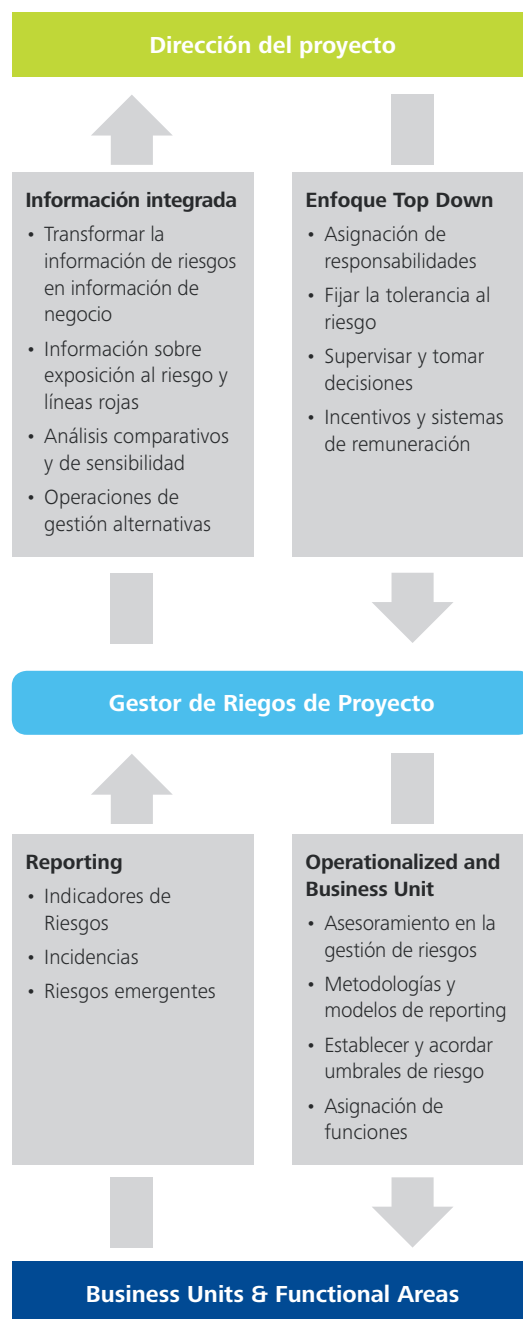 Dirección del proyecto
Información integrada
• Transformar la
información de riesgos
en información de
negocio
• Información sobre
exposición al riesgo y
líneas rojas
• Análisis comparativos
y de sensibilidad
• Operaciones de
gestión alternativas
Enfoque Top Down
• Asignación de
responsabilidades
• Fijar la tolerancia al
riesgo
• Supervisar y tomar
decisiones
• Incentivos y sistemas
de remuneración
Gestor de Riegos de Proyecto
Reporting
• Indicadores de
Riesgos
• Incidencias
• Riesgos emergentes
Operationalized and
Business Unit
• Asesoramiento en la
gestión de riesgos
• Metodologías y
modelos de reporting
• Establecer y acordar
umbrales de riesgo
• Asignación de
funciones
Business Units & Functional Areas